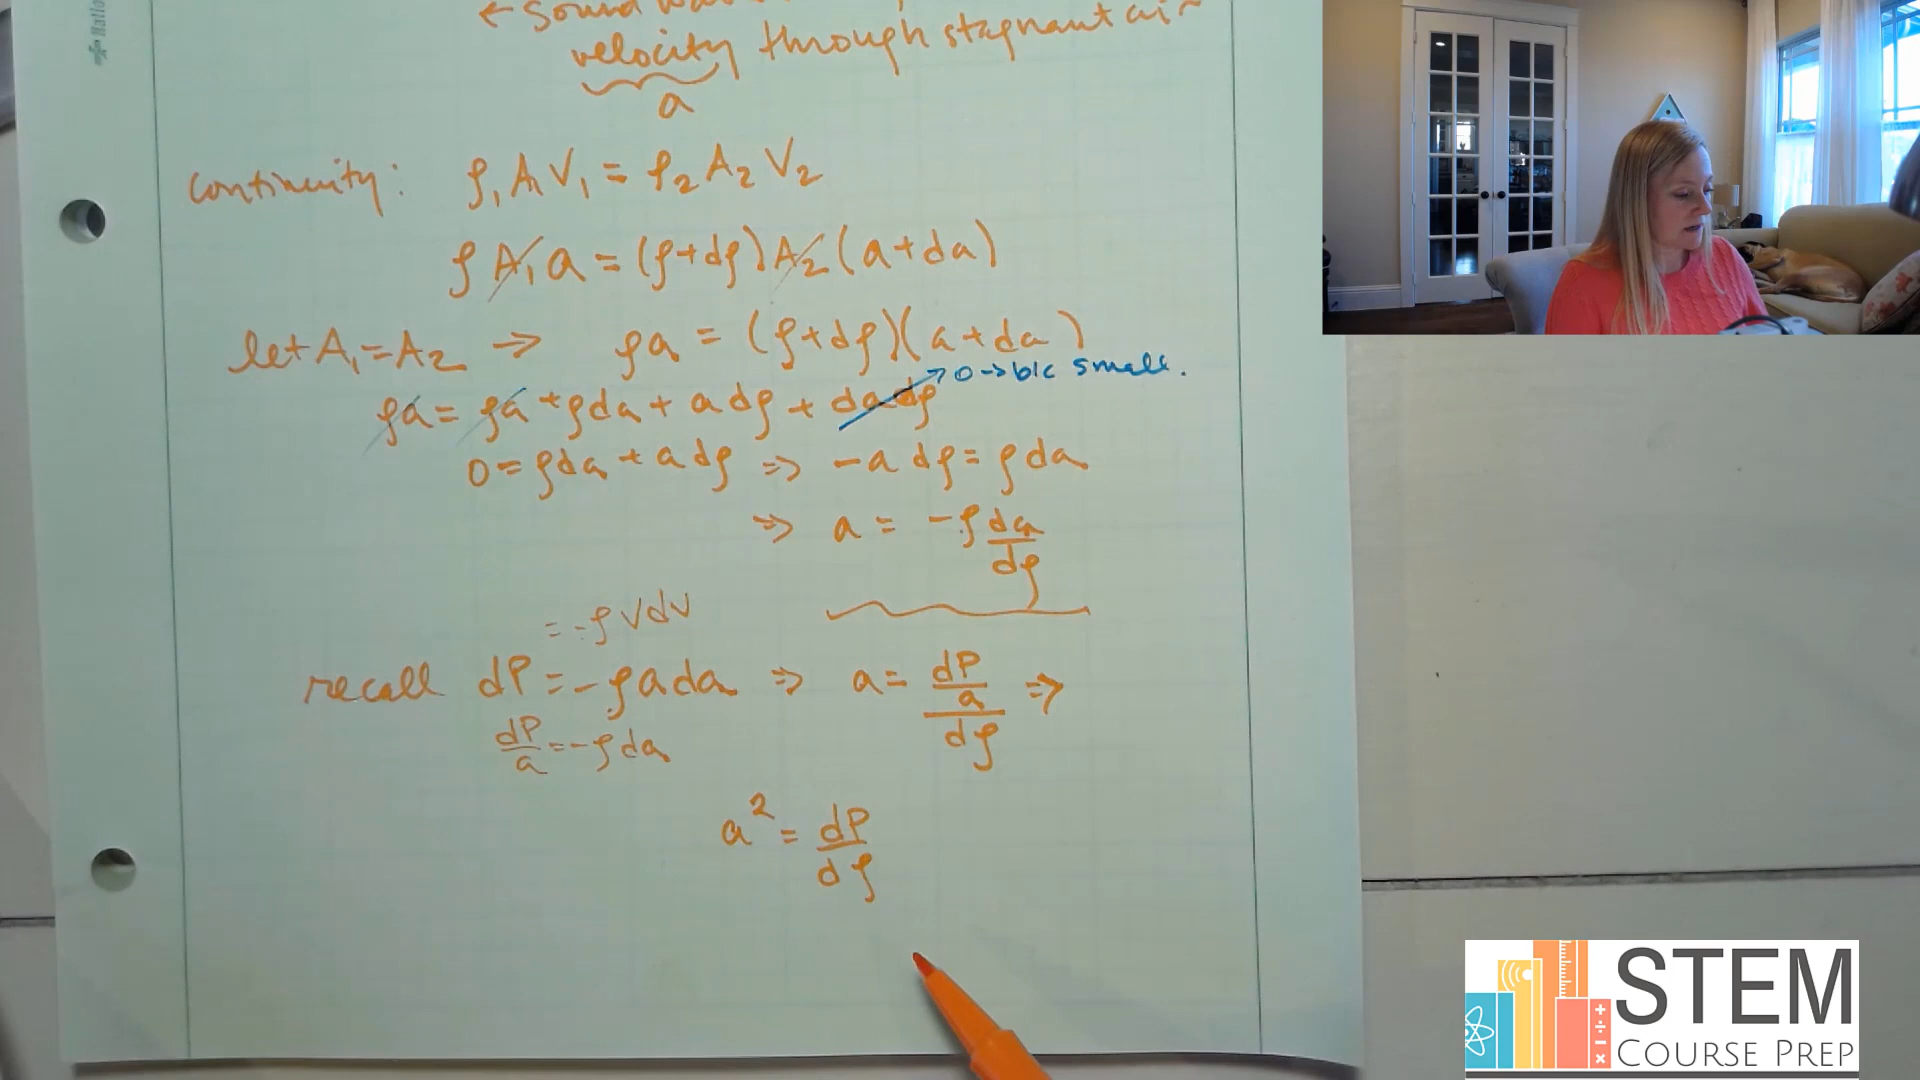 ← Sound
velocity through stagnant air
a
continuity: ρ₁A₁V₁ = ρ₂A₂V₂
ρA₁a = (ρ+dρ)A₂(a+da)
let A₁=A₂ → ρa = (ρ+dρ)(a+da)
0→b/c small.
ρa = ρa + ρda + adρ + dadρ
0 = ρda + adρ ⇒ -adρ = ρda
⇒ a = -ρ da/dρ
= -ρVdV
recall dP = -ρada ⇒ a = (dP/a)/dρ ⇒
dP/a = -ρda
a² = dP/dρ
STEM
COURSE PREP